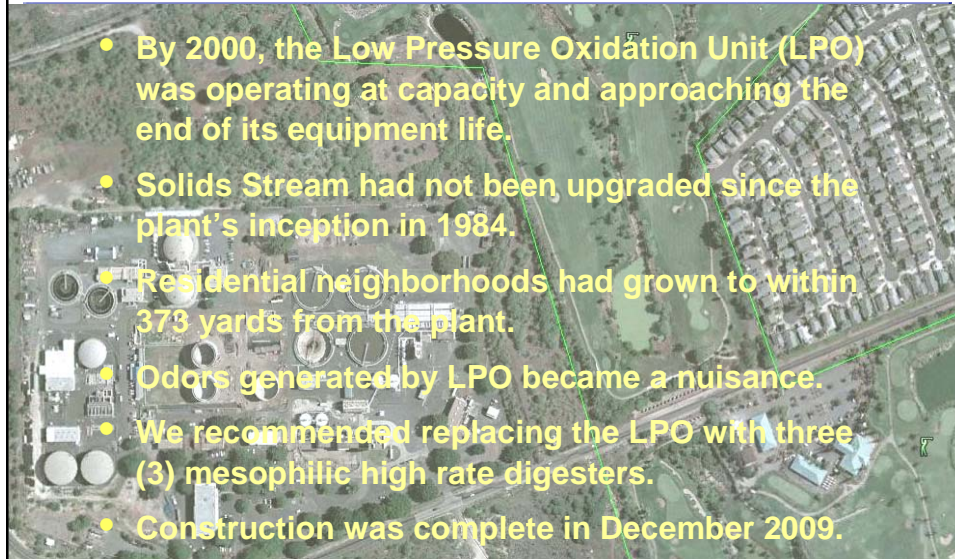 • By 2000, the Low Pressure Oxidation Unit (LPO)
was operating at capacity and approaching the
end of its equipment life.
• Solids Stream had not been upgraded since the
plant's inception in 1984.
• Residential neighborhoods had grown to within
373 yards from the plant.
• Odors generated by LPO became a nuisance.
• We recommended replacing the LPO with three
(3) mesophilic high rate digesters.
• Construction was complete in December 2009.